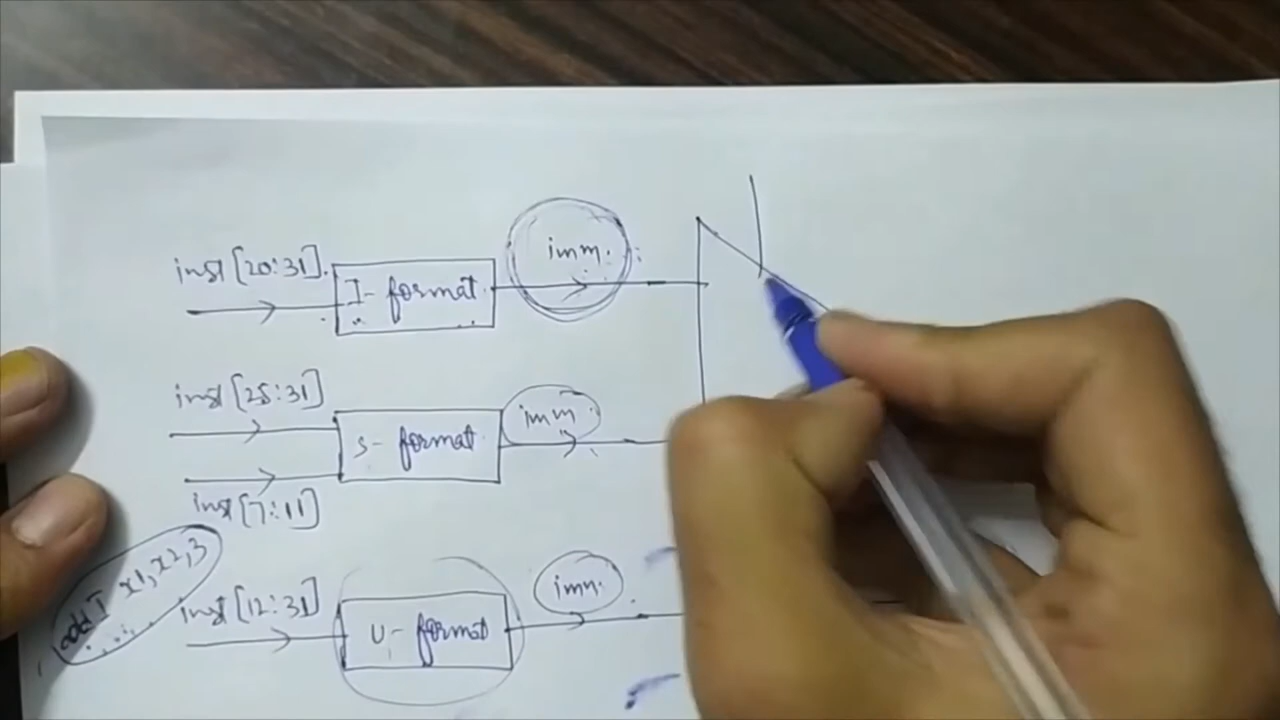 inst [20:31].
I- format
imm.
inst [25:31]
S- format
imm
inst [7:11]
add I x1, x2, 3
inst [12:31]
U- format
imm.